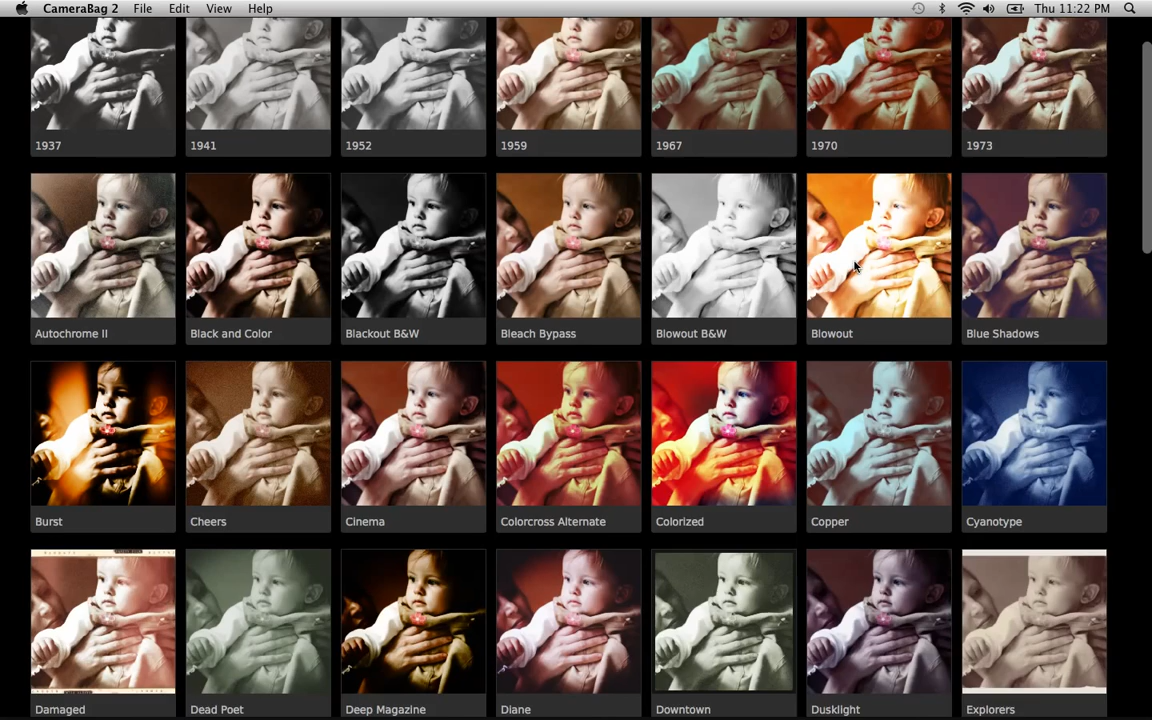 CameraBag 2 File Edit View Help Thu 11:22 PM
1937 1941 1952 1959 1967 1970 1973
Autochrome II Black and Color Blackout B&W Bleach Bypass Blowout B&W Blowout Blue Shadows
Burst Cheers Cinema Colorcross Alternate Colorized Copper Cyanotype
Damaged Dead Poet Deep Magazine Diane Downtown Dusklight Explorers